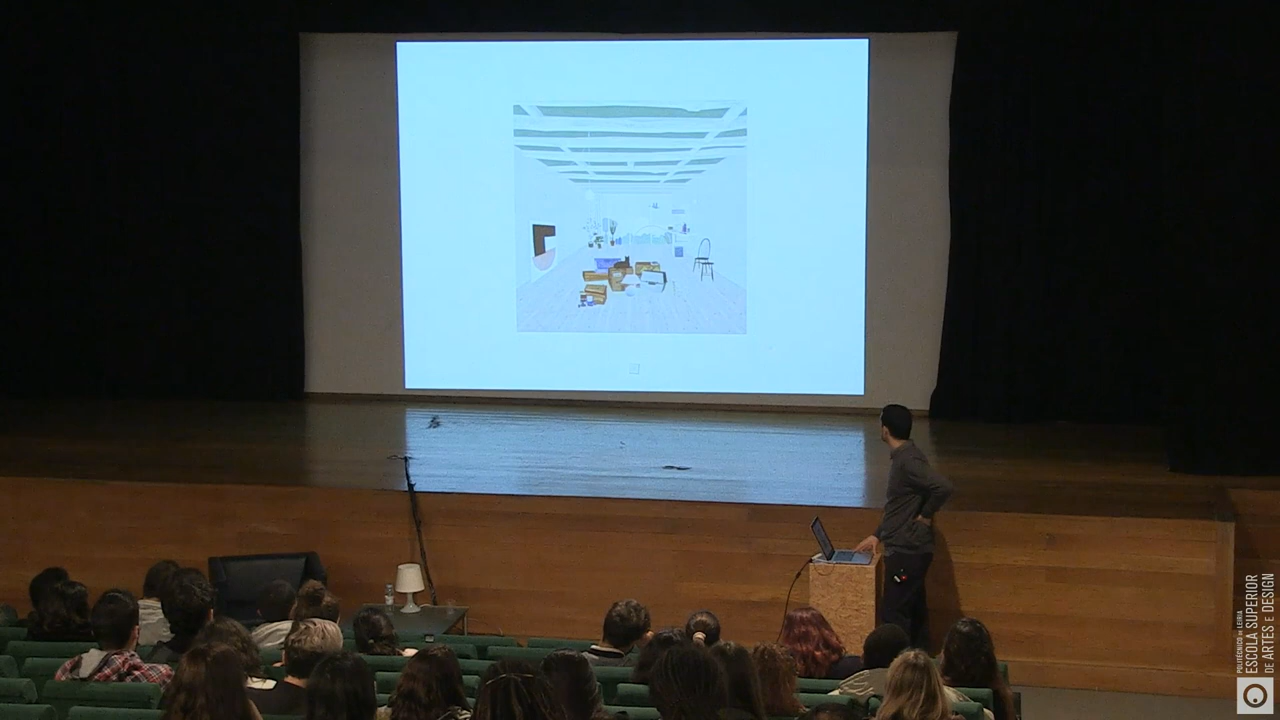 POLITÉCNICO DE LEIRIA
ESCOLA SUPERIOR
DE ARTES E DESIGN